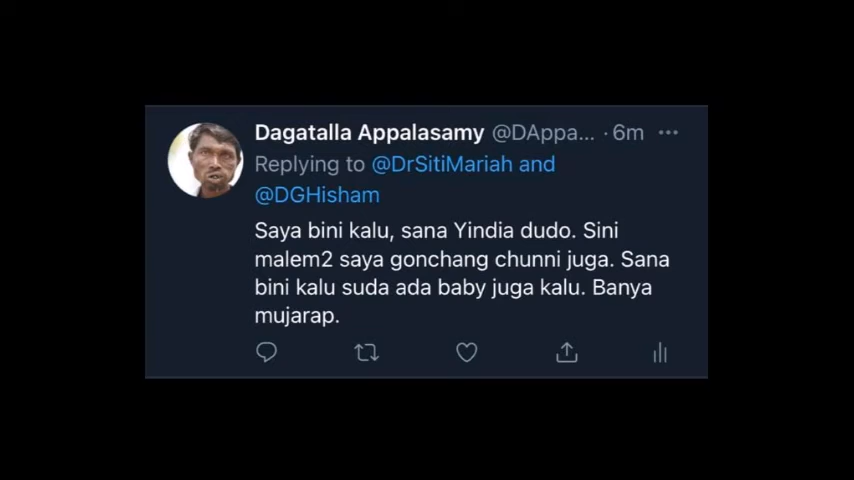 Dagatalla Appalasamy @DAppa... · 6m ···
Replying to @DrSitiMariah and
@DGHisham
Saya bini kalu, sana Yindia dudo. Sini
malem2 saya gonchang chunni juga. Sana
bini kalu suda ada baby juga kalu. Banya
mujarap.